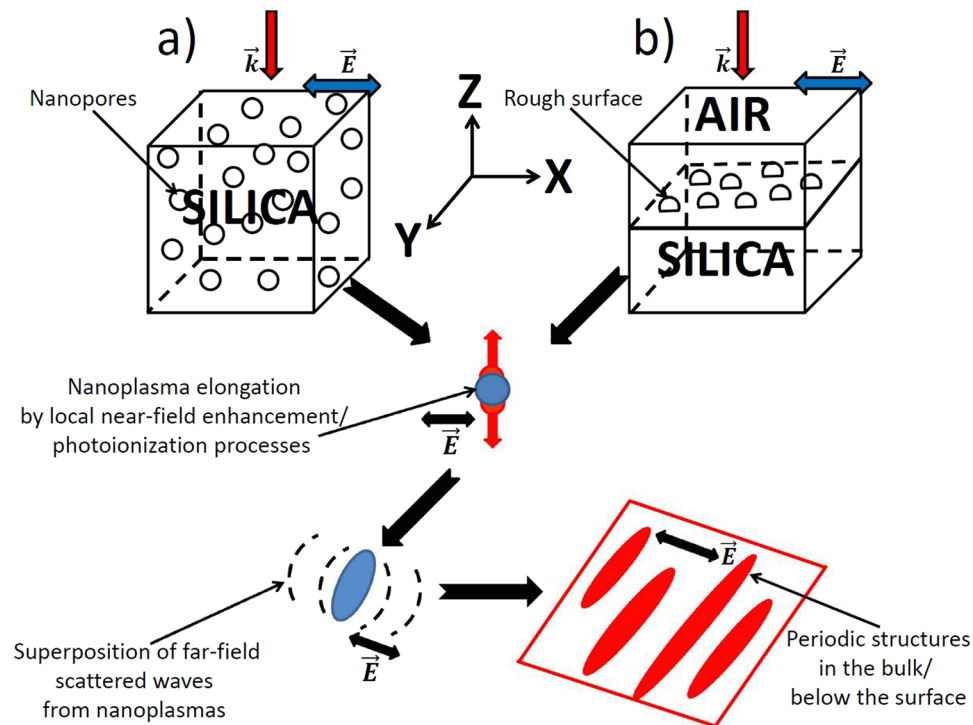 a)
k⃗
E⃗
Nanopores
SILICA
Z
X
Y
b)
k⃗
E⃗
Rough surface
AIR
SILICA
Nanoplasma elongation
by local near-field enhancement/
photoionization processes
E⃗
E⃗
Superposition of far-field
scattered waves
from nanoplasmas
E⃗
Periodic structures
in the bulk/
below the surface